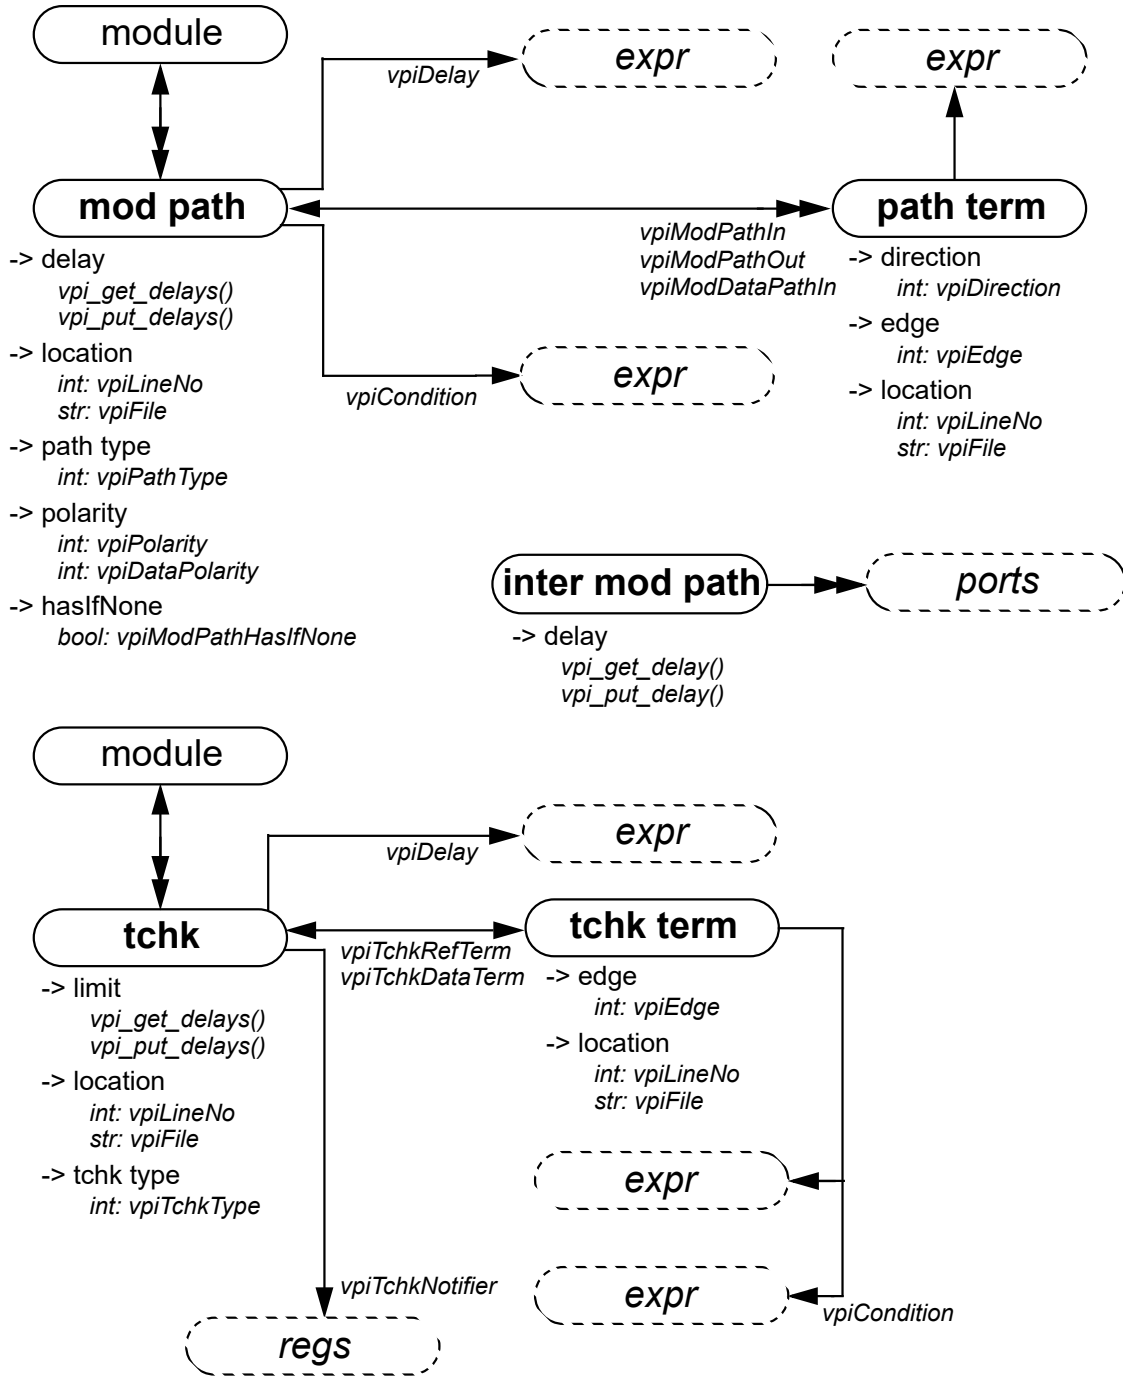 module
vpiDelay
expr
expr
mod path
path term
vpiModPathIn
vpiModPathOut
vpiModDataPathIn
-> delay
vpi_get_delays()
vpi_put_delays()
-> location
int: vpiLineNo
str: vpiFile
-> path type
int: vpiPathType
-> polarity
int: vpiPolarity
int: vpiDataPolarity
-> hasIfNone
bool: vpiModPathHasIfNone
-> direction
int: vpiDirection
-> edge
int: vpiEdge
-> location
int: vpiLineNo
str: vpiFile
vpiCondition
expr
inter mod path
ports
-> delay
vpi_get_delay()
vpi_put_delay()
module
vpiDelay
expr
tchk
vpiTchkRefTerm
vpiTchkDataTerm
tchk term
-> limit
vpi_get_delays()
vpi_put_delays()
-> location
int: vpiLineNo
str: vpiFile
-> tchk type
int: vpiTchkType
-> edge
int: vpiEdge
-> location
int: vpiLineNo
str: vpiFile
expr
expr
vpiCondition
vpiTchkNotifier
regs